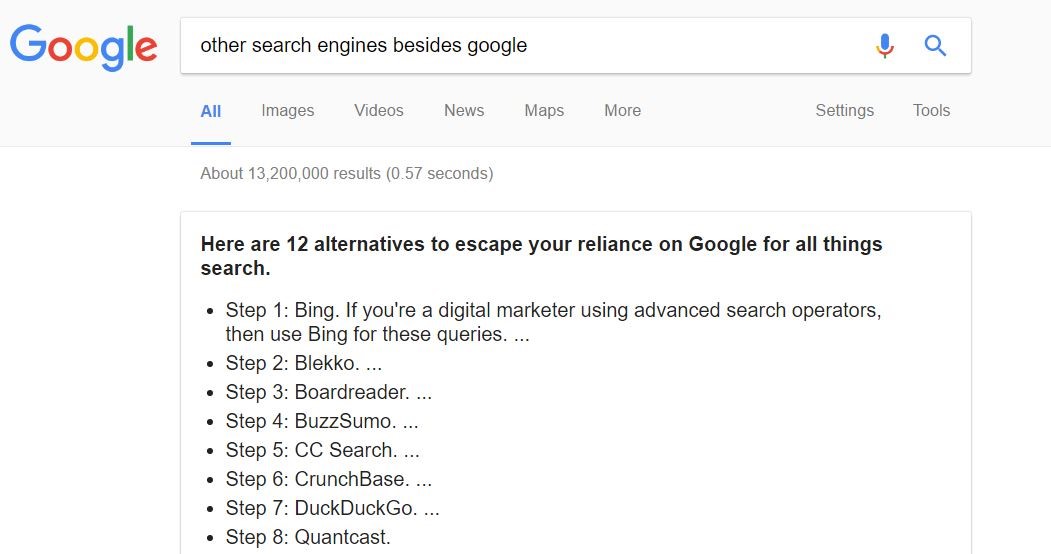 Google
other search engines besides google
All Images Videos News Maps More Settings Tools
About 13,200,000 results (0.57 seconds)
Here are 12 alternatives to escape your reliance on Google for all things
search.
• Step 1: Bing. If you're a digital marketer using advanced search operators,
then use Bing for these queries. ...
• Step 2: Blekko. ...
• Step 3: Boardreader. ...
• Step 4: BuzzSumo. ...
• Step 5: CC Search. ...
• Step 6: CrunchBase. ...
• Step 7: DuckDuckGo. ...
• Step 8: Quantcast.